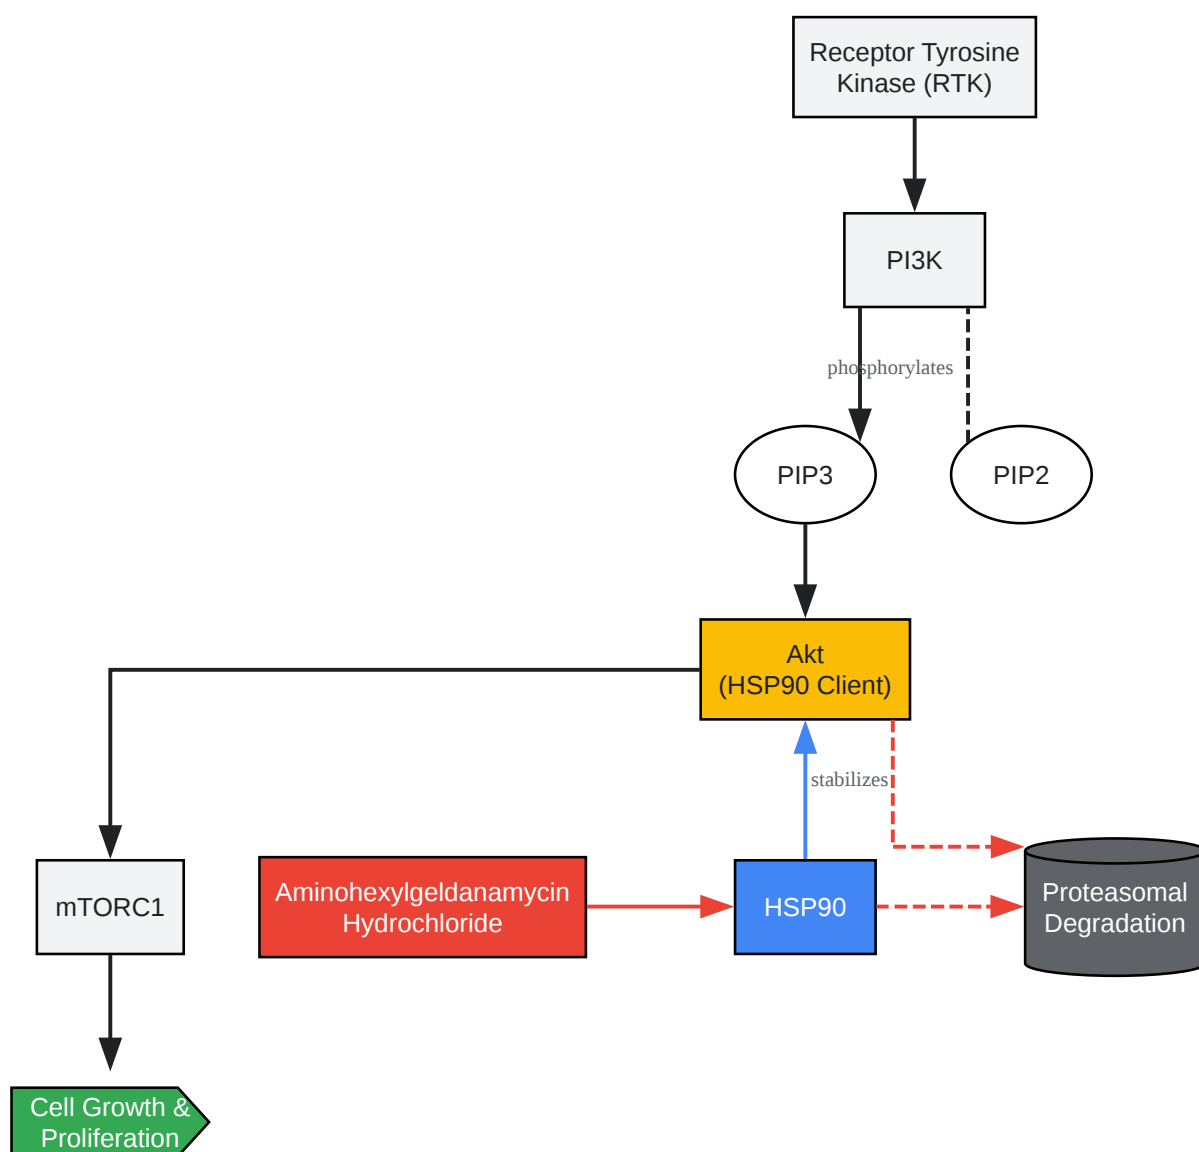 Receptor Tyrosine
Kinase (RTK)
PI3K
phosphorylates
PIP3
PIP2
Akt
(HSP90 Client)
stabilizes
mTORC1
Aminohexylgeldanamycin
Hydrochloride
HSP90
Proteasomal
Degradation
Cell Growth &
Proliferation